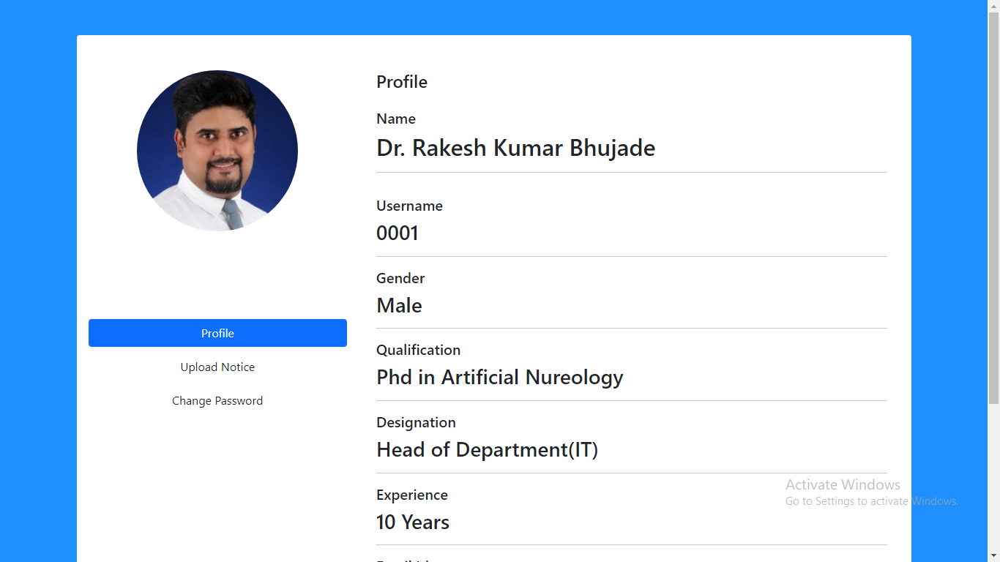 Profile
Name
Dr. Rakesh Kumar Bhujade
Username
0001
Gender
Male
Profile
Upload Notice
Change Password
Qualification
Phd in Artificial Nureology
Designation
Head of Department(IT)
Experience
10 Years
Activate Windows
Go to Settings to activate Windows.